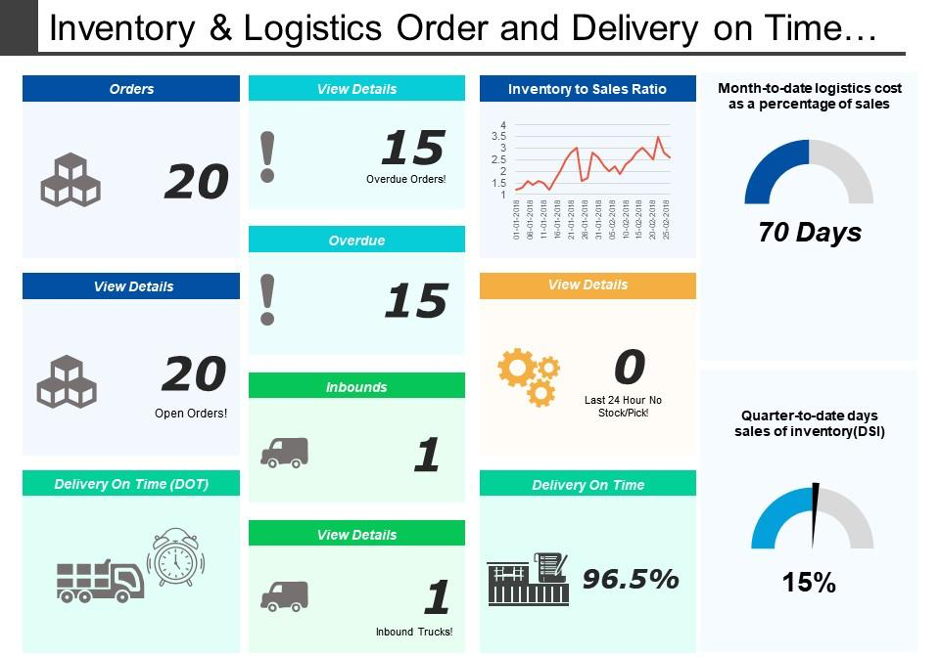 Inventory & Logistics Order and Delivery on Time…
Orders
20
View Details
20
Open Orders!
Delivery On Time (DOT)
View Details
15
Overdue Orders!
Overdue
15
Inbounds
1
View Details
1
Inbound Trucks!
Inventory to Sales Ratio
4
3.5
3
2.5
2
1.5
1
01-01-2018
06-01-2018
11-01-2018
16-01-2018
21-01-2018
26-01-2018
31-01-2018
05-02-2018
10-02-2018
15-02-2018
20-02-2018
25-02-2018
View Details
0
Last 24 Hour No
Stock/Pick!
Delivery On Time
96.5%
Month-to-date logistics cost
as a percentage of sales
70 Days
Quarter-to-date days
sales of inventory(DSI)
15%